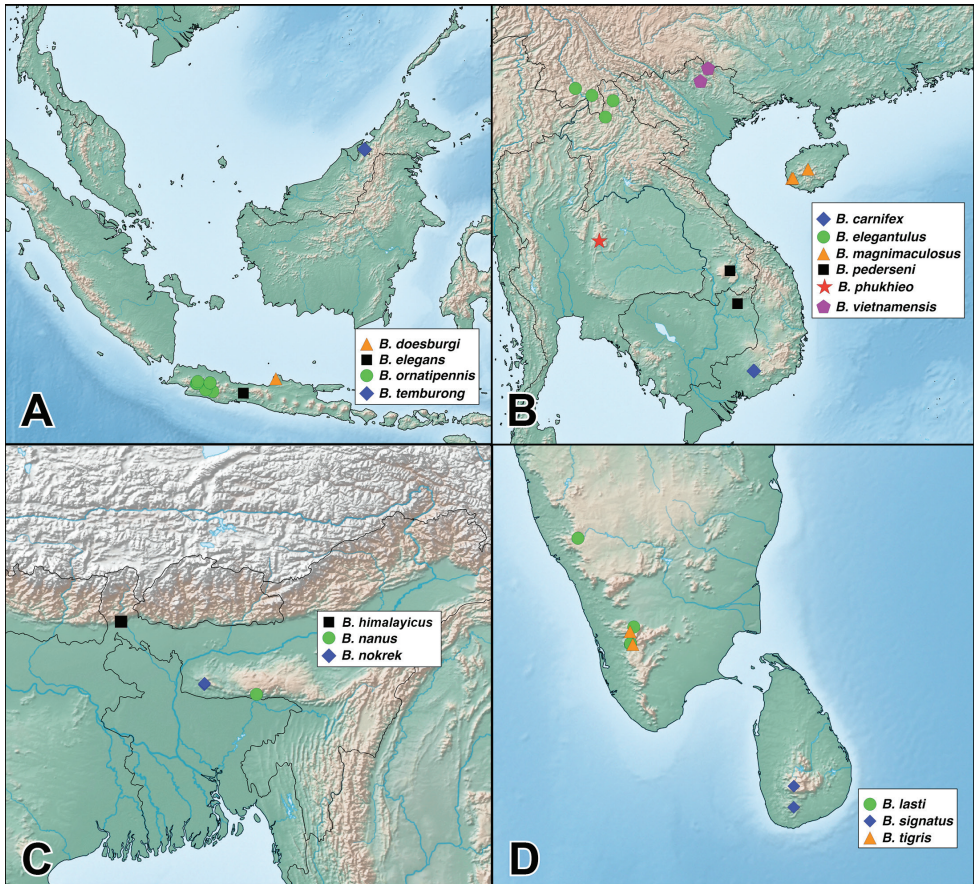 B. doesburgi
B. elegans
B. ornatipennis
B. temburong
A
B. carnifex
B. elegantulus
B. magnimaculosus
B. pederseni
B. phukhieo
B. vietnamensis
B
B. himalayicus
B. nanus
B. nokrek
C
B. lasti
B. signatus
B. tigris
D